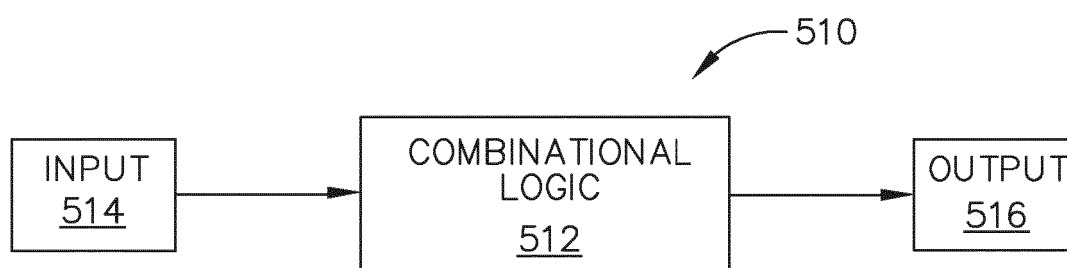 510
INPUT
514
COMBINATIONAL
LOGIC
512
OUTPUT
516